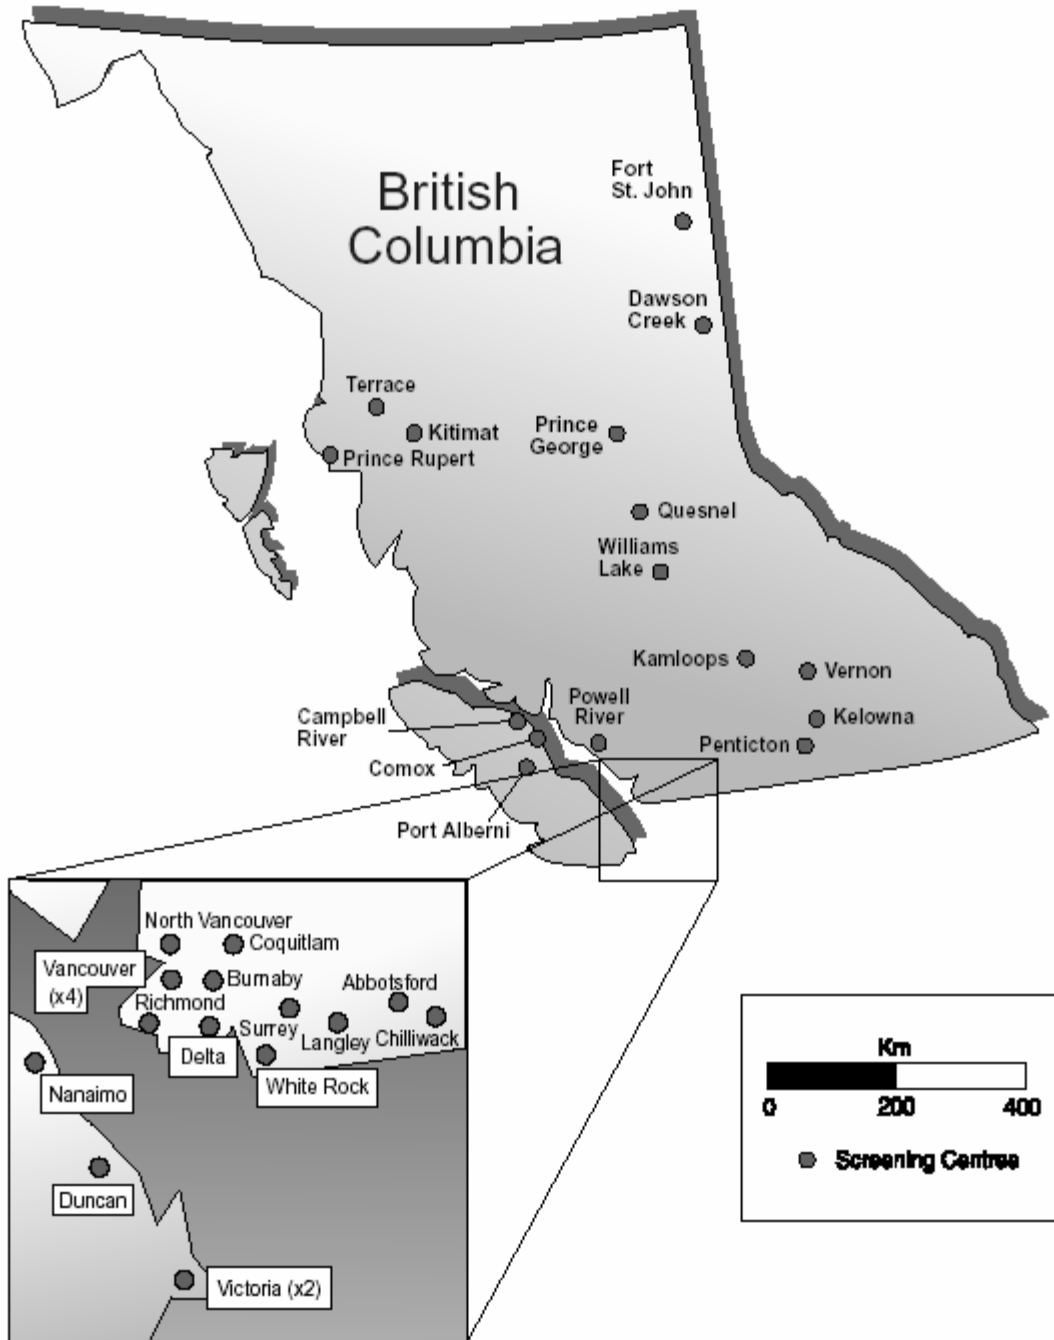 British
Columbia
Fort
St. John
Dawson
Creek
Terrace
Kitimat
Prince
George
Prince Rupert
Quesnel
Williams
Lake
Kamloops
Vernon
Campbell
River
Powell
River
Kelowna
Penticton
Comox
Port Alberni
North Vancouver
Coquitlam
Vancouver
(x4)
Burnaby
Abbotsford
Richmond
Surrey
Langley
Chilliwack
Delta
White Rock
Nanaimo
Duncan
Victoria (x2)
Km
0 200 400
Screening Centres